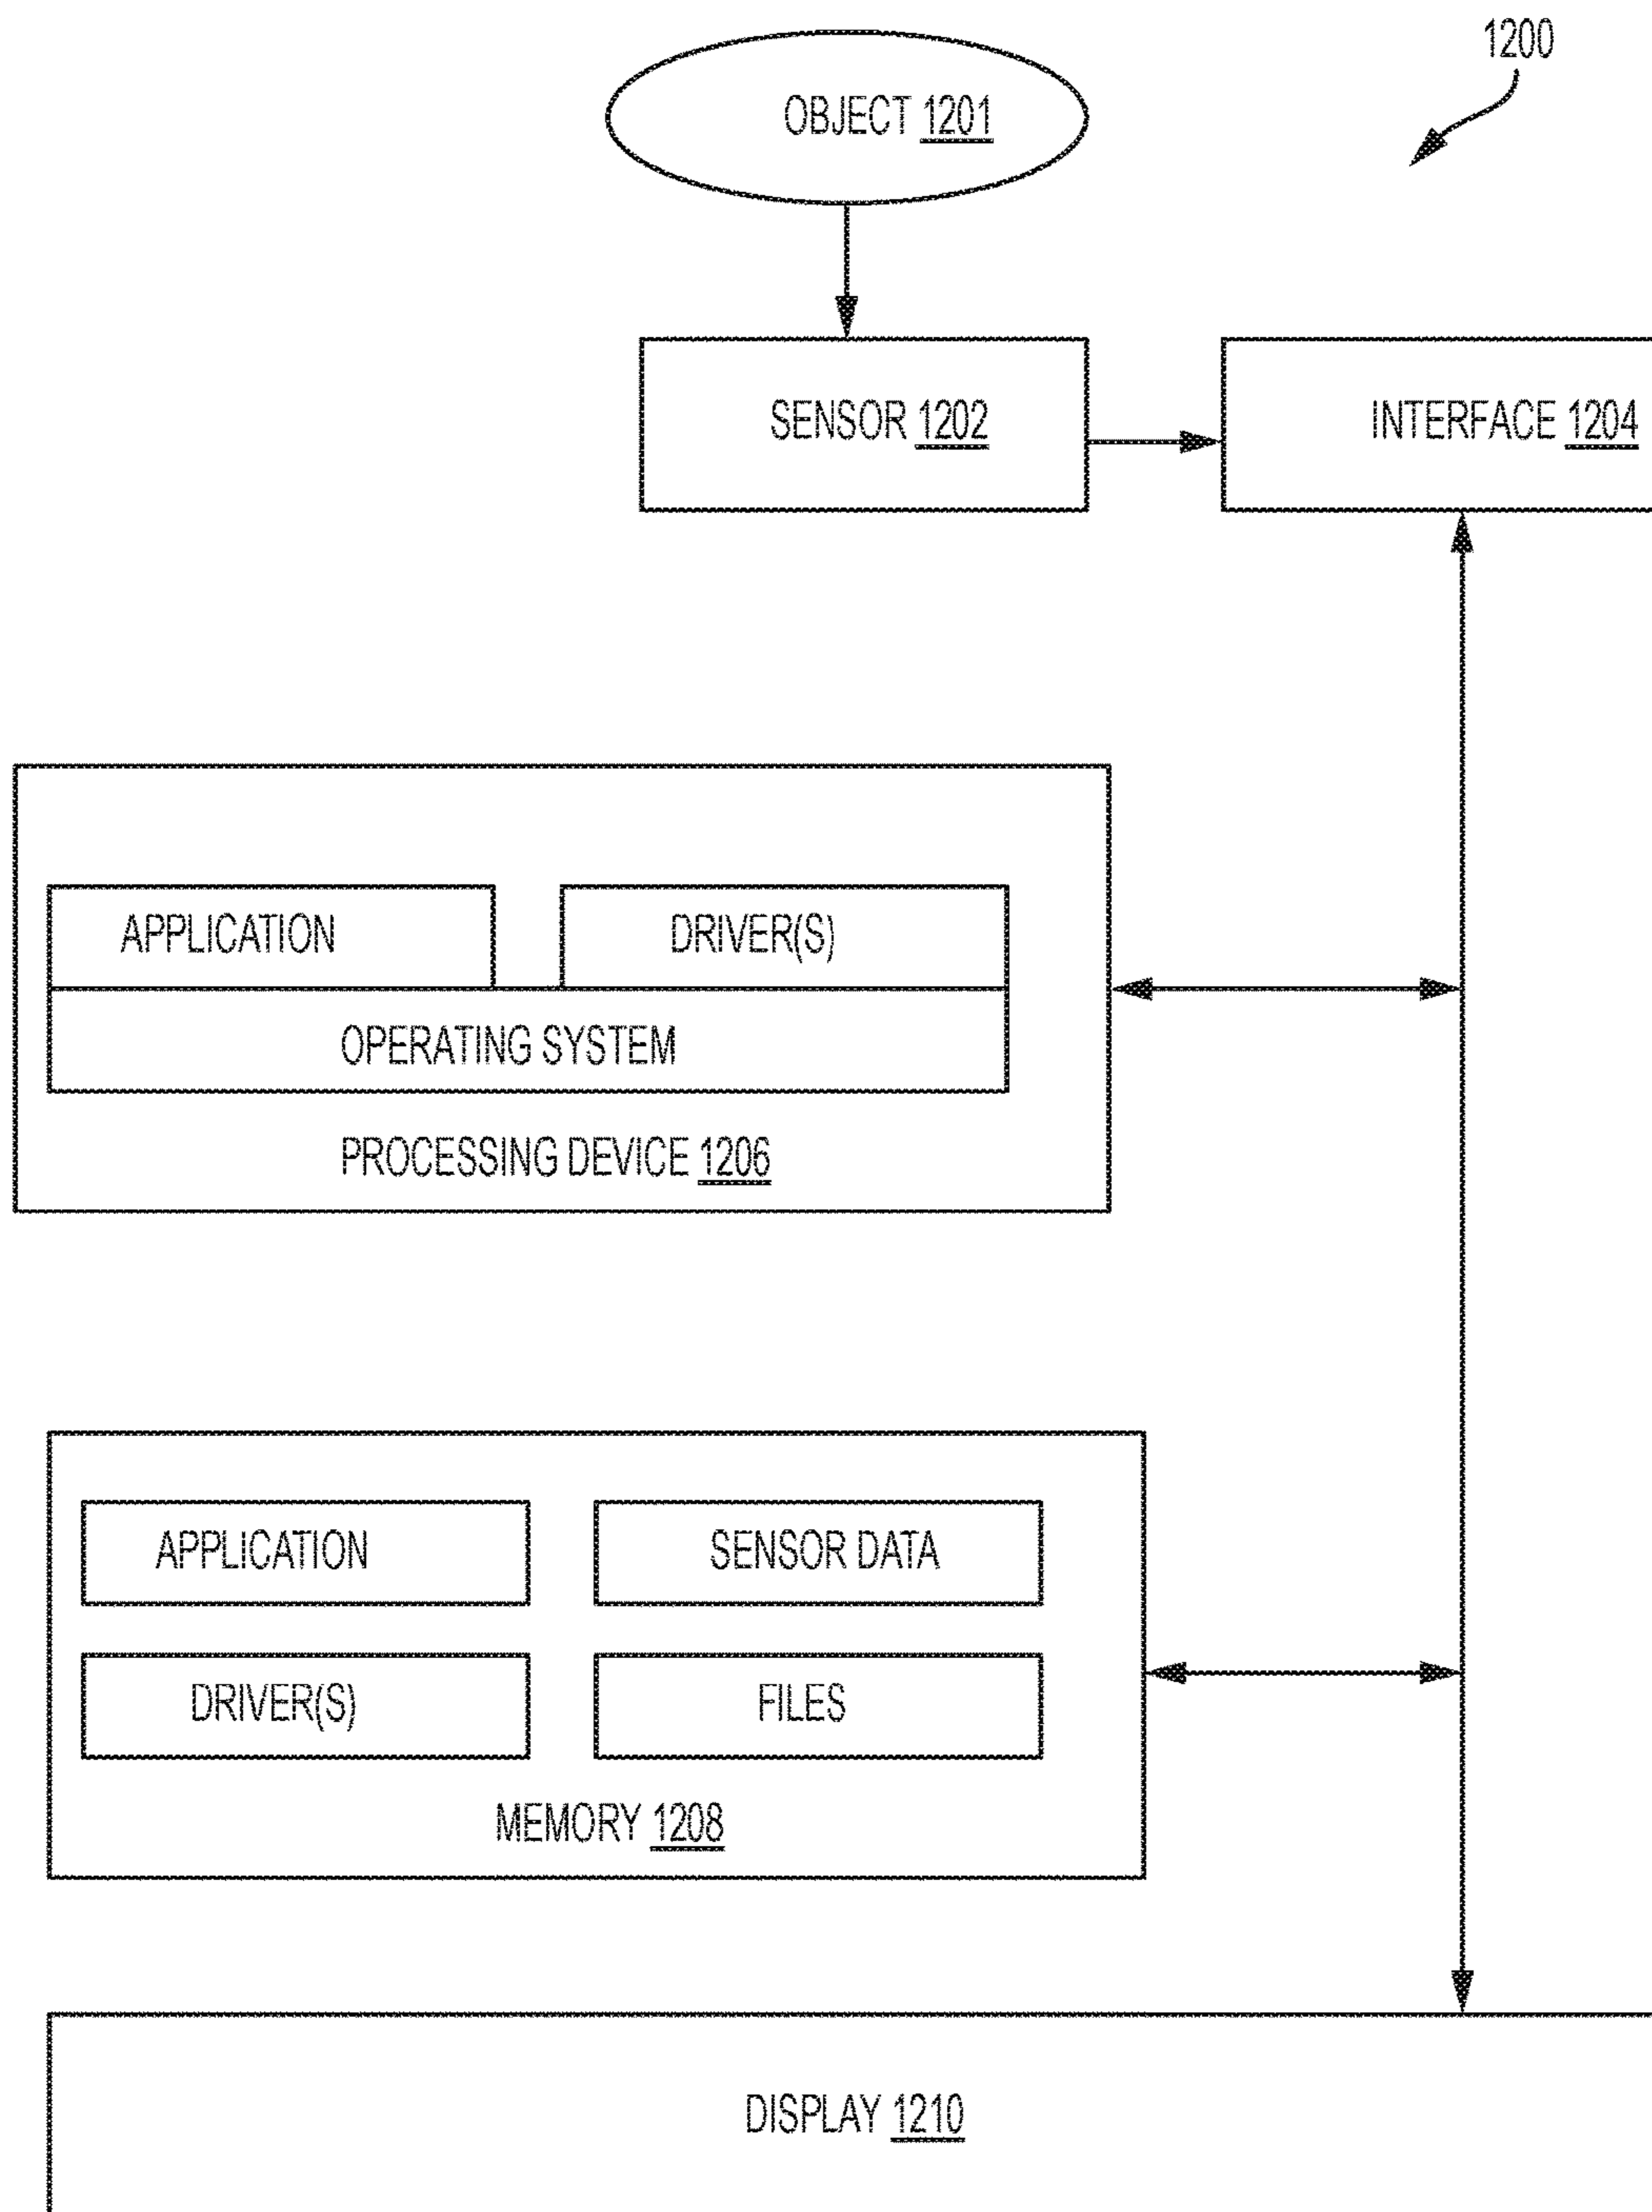 1200
OBJECT 1201
SENSOR 1202
INTERFACE 1204
APPLICATION
DRIVER(S)
OPERATING SYSTEM
PROCESSING DEVICE 1206
APPLICATION
SENSOR DATA
DRIVER(S)
FILES
MEMORY 1208
DISPLAY 1210